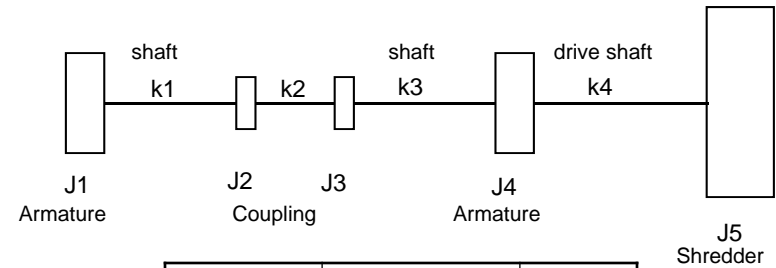 shaft shaft drive shaft
k1 k2 k3 k4
J1 J2 J3 J4
Armature Coupling Armature
J5
Shredder